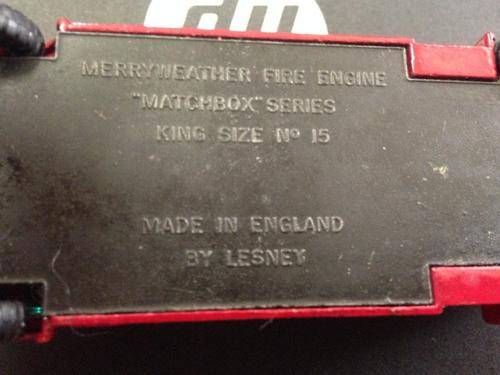 MERRYWEATHER FIRE ENGINE
"MATCHBOX" SERIES
KING SIZE Nº 15
MADE IN ENGLAND
BY LESNEY